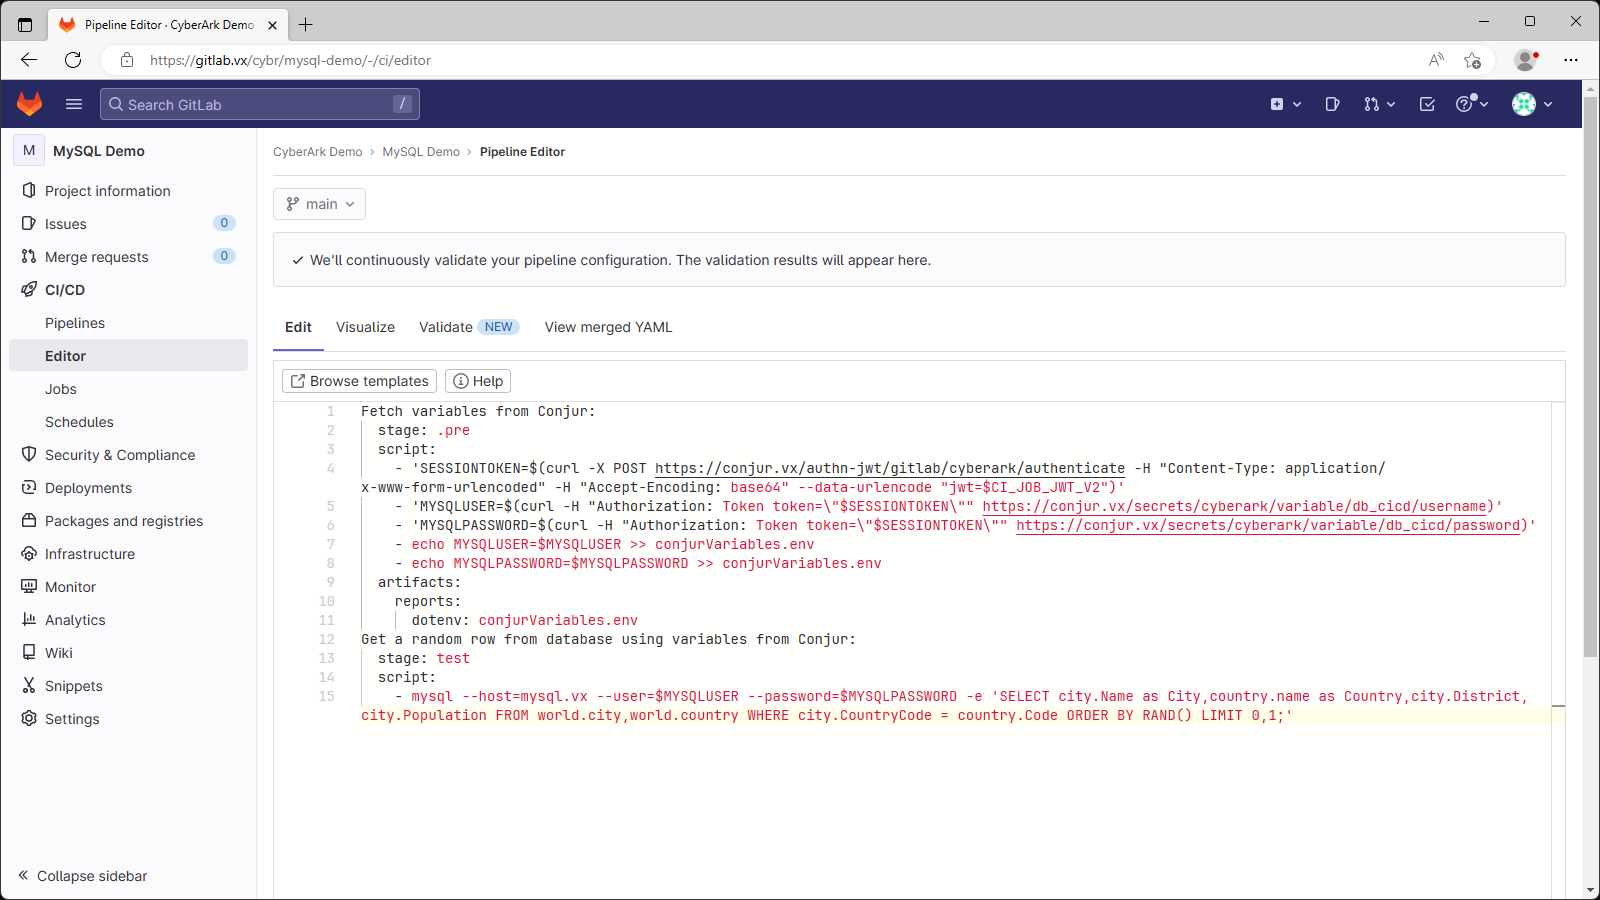 Pipeline Editor · CyberArk Demo
https://gitlab.vx/cybr/mysql-demo/-/ci/editor
Search GitLab /
M MySQL Demo
Project information
Issues 0
Merge requests 0
CI/CD
Pipelines
Editor
Jobs
Schedules
Security & Compliance
Deployments
Packages and registries
Infrastructure
Monitor
Analytics
Wiki
Snippets
Settings
Collapse sidebar
CyberArk Demo › MySQL Demo › Pipeline Editor
main
We'll continuously validate your pipeline configuration. The validation results will appear here.
Edit Visualize Validate NEW View merged YAML
Browse templates Help
1 Fetch variables from Conjur:
2 stage: .pre
3 script:
4 - 'SESSIONTOKEN=$(curl -X POST https://conjur.vx/authn-jwt/gitlab/cyberark/authenticate -H "Content-Type: application/
x-www-form-urlencoded" -H "Accept-Encoding: base64" --data-urlencode "jwt=$CI_JOB_JWT_V2")'
5 - 'MYSQLUSER=$(curl -H "Authorization: Token token=\"$SESSIONTOKEN\"" https://conjur.vx/secrets/cyberark/variable/db_cicd/username)'
6 - 'MYSQLPASSWORD=$(curl -H "Authorization: Token token=\"$SESSIONTOKEN\"" https://conjur.vx/secrets/cyberark/variable/db_cicd/password)'
7 - echo MYSQLUSER=$MYSQLUSER >> conjurVariables.env
8 - echo MYSQLPASSWORD=$MYSQLPASSWORD >> conjurVariables.env
9 artifacts:
10 reports:
11 dotenv: conjurVariables.env
12 Get a random row from database using variables from Conjur:
13 stage: test
14 script:
15 - mysql --host=mysql.vx --user=$MYSQLUSER --password=$MYSQLPASSWORD -e 'SELECT city.Name as City,country.name as Country,city.District,
city.Population FROM world.city,world.country WHERE city.CountryCode = country.Code ORDER BY RAND() LIMIT 0,1;'